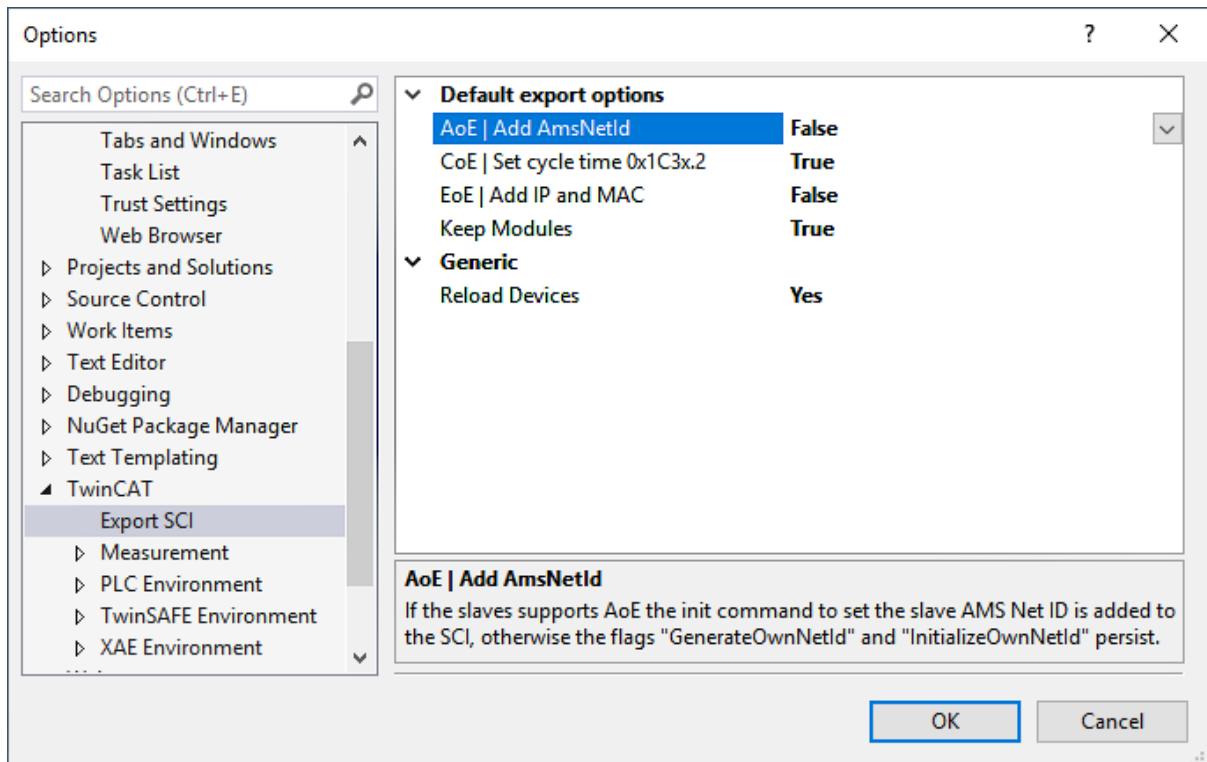 Options
?
Search Options (Ctrl+E)
Tabs and Windows
Task List
Trust Settings
Web Browser
Projects and Solutions
Source Control
Work Items
Text Editor
Debugging
NuGet Package Manager
Text Templating
TwinCAT
Export SCI
Measurement
PLC Environment
TwinSAFE Environment
XAE Environment
Default export options
AoE | Add AmsNetId False
CoE | Set cycle time 0x1C3x.2 True
EoE | Add IP and MAC False
Keep Modules True
Generic
Reload Devices Yes
AoE | Add AmsNetId
If the slaves supports AoE the init command to set the slave AMS Net ID is added to
the SCI, otherwise the flags "GenerateOwnNetId" and "InitializeOwnNetId" persist.
OK Cancel